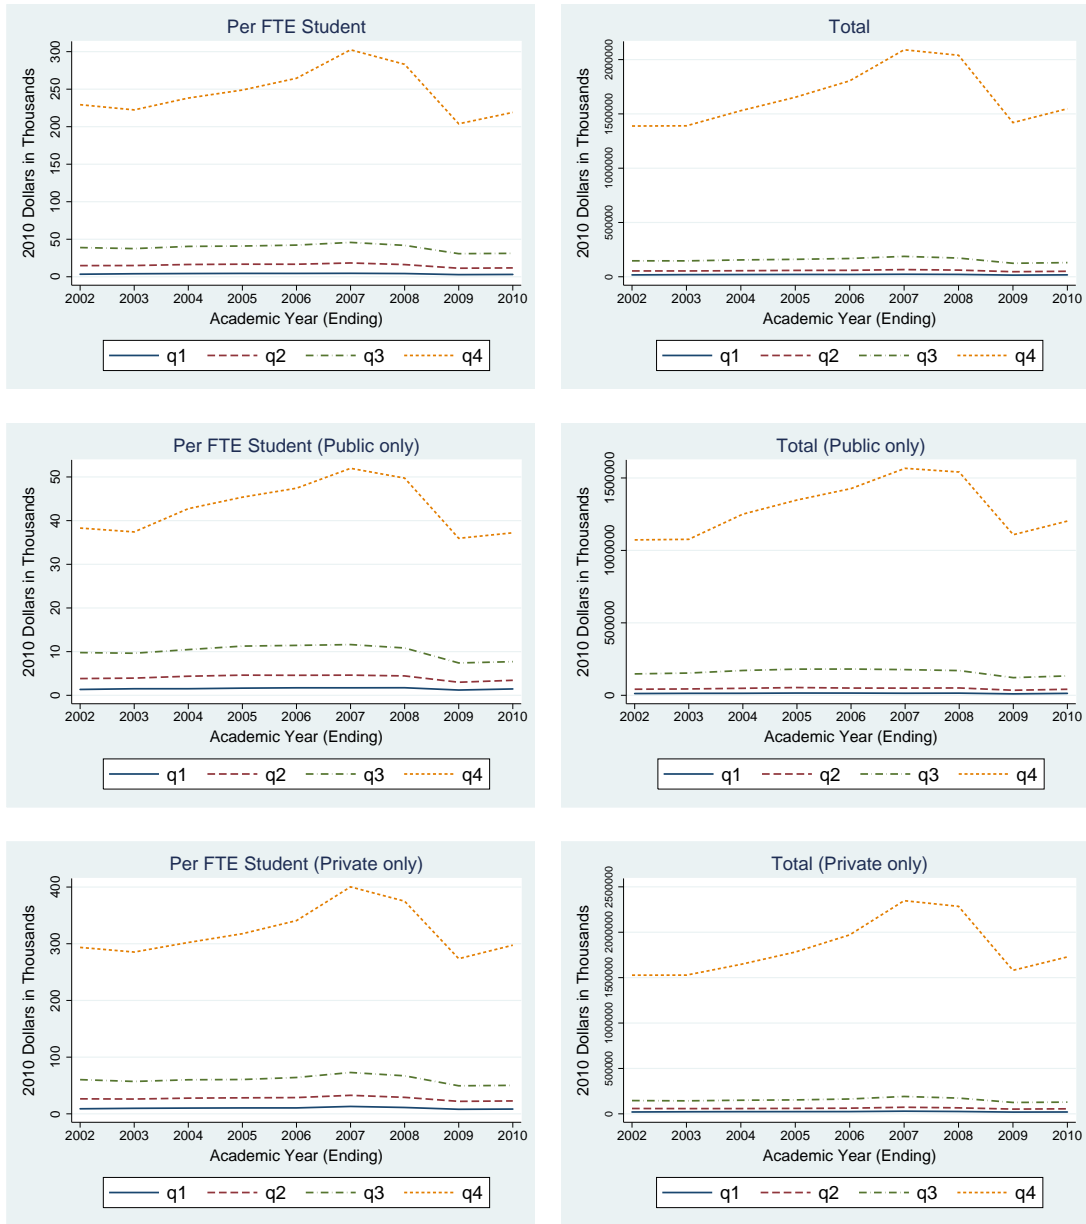 Per FTE Student
2010 Dollars in Thousands
300
250
200
150
100
50
0
2002 2003 2004 2005 2006 2007 2008 2009 2010
Academic Year (Ending)
q1 q2 q3 q4
Total
2010 Dollars in Thousands
2000000
1500000
1000000
500000
0
2002 2003 2004 2005 2006 2007 2008 2009 2010
Academic Year (Ending)
q1 q2 q3 q4
Per FTE Student (Public only)
2010 Dollars in Thousands
50
40
30
20
10
0
2002 2003 2004 2005 2006 2007 2008 2009 2010
Academic Year (Ending)
q1 q2 q3 q4
Total (Public only)
2010 Dollars in Thousands
1500000
1000000
500000
0
2002 2003 2004 2005 2006 2007 2008 2009 2010
Academic Year (Ending)
q1 q2 q3 q4
Per FTE Student (Private only)
2010 Dollars in Thousands
400
300
200
100
0
2002 2003 2004 2005 2006 2007 2008 2009 2010
Academic Year (Ending)
q1 q2 q3 q4
Total (Private only)
2010 Dollars in Thousands
2500000
2000000
1500000
1000000
500000
0
2002 2003 2004 2005 2006 2007 2008 2009 2010
Academic Year (Ending)
q1 q2 q3 q4